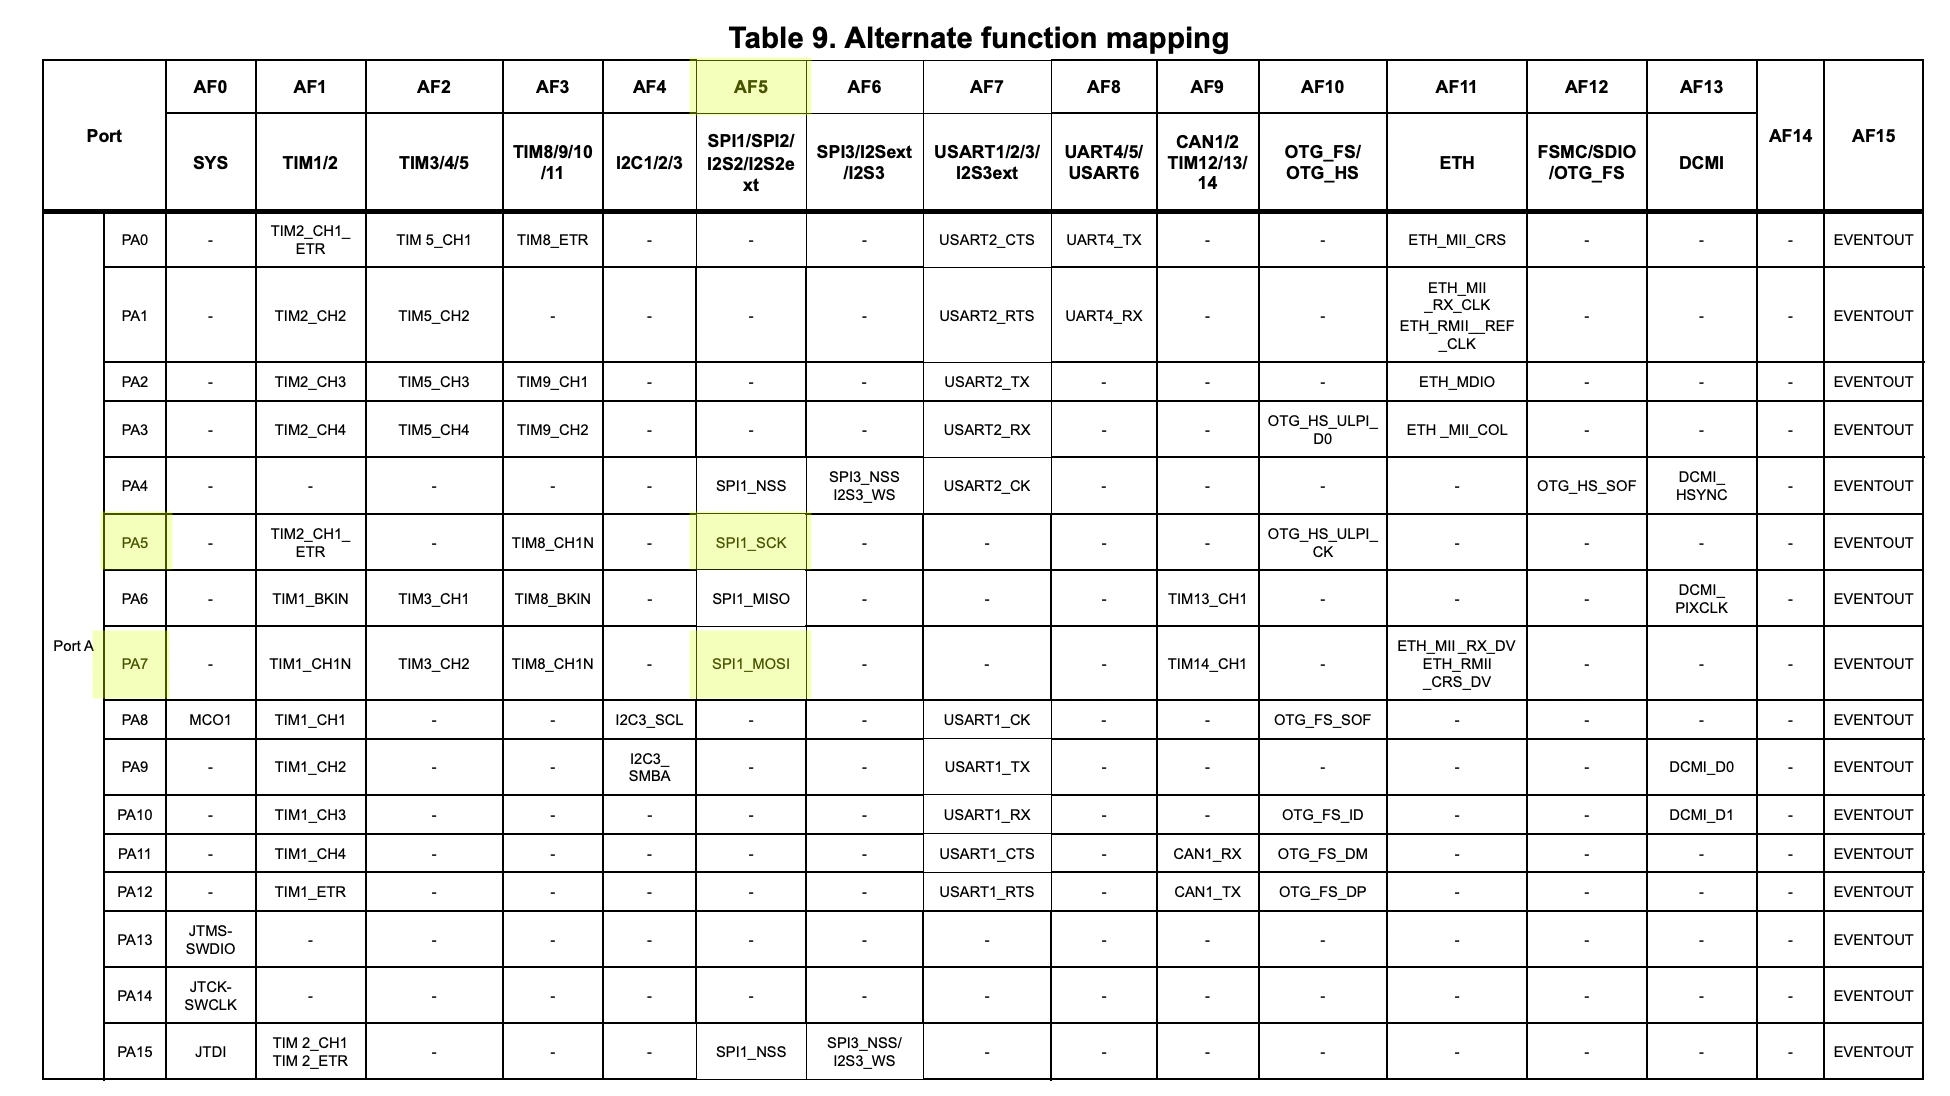 Table 9. Alternate function mapping
Port AF0 AF1 AF2 AF3 AF4 AF5 AF6 AF7 AF8 AF9 AF10 AF11 AF12 AF13 AF14 AF15
SYS TIM1/2 TIM3/4/5 TIM8/9/10/11 I2C1/2/3 SPI1/SPI2/I2S2/I2S2ext SPI3/I2Sext/I2S3 USART1/2/3/I2S3ext UART4/5/USART6 CAN1/2 TIM12/13/14 OTG_FS/OTG_HS ETH FSMC/SDIO/OTG_FS DCMI
Port A
PA0 - TIM2_CH1_ETR TIM 5_CH1 TIM8_ETR - - - USART2_CTS UART4_TX - - ETH_MII_CRS - - - EVENTOUT
PA1 - TIM2_CH2 TIM5_CH2 - - - - USART2_RTS UART4_RX - - ETH_MII_RX_CLK ETH_RMII__REF_CLK - - - EVENTOUT
PA2 - TIM2_CH3 TIM5_CH3 TIM9_CH1 - - - USART2_TX - - - ETH_MDIO - - - EVENTOUT
PA3 - TIM2_CH4 TIM5_CH4 TIM9_CH2 - - - USART2_RX - - OTG_HS_ULPI_D0 ETH _MII_COL - - - EVENTOUT
PA4 - - - - - SPI1_NSS SPI3_NSS I2S3_WS USART2_CK - - - - OTG_HS_SOF DCMI_HSYNC - EVENTOUT
PA5 - TIM2_CH1_ETR - TIM8_CH1N - SPI1_SCK - - - - OTG_HS_ULPI_CK - - - - EVENTOUT
PA6 - TIM1_BKIN TIM3_CH1 TIM8_BKIN - SPI1_MISO - - - TIM13_CH1 - - - DCMI_PIXCLK - EVENTOUT
PA7 - TIM1_CH1N TIM3_CH2 TIM8_CH1N - SPI1_MOSI - - - TIM14_CH1 - ETH_MII_RX_DV ETH_RMII_CRS_DV - - - EVENTOUT
PA8 MCO1 TIM1_CH1 - - I2C3_SCL - - USART1_CK - - OTG_FS_SOF - - - - EVENTOUT
PA9 - TIM1_CH2 - - I2C3_SMBA - - USART1_TX - - - - - DCMI_D0 - EVENTOUT
PA10 - TIM1_CH3 - - - - - USART1_RX - - OTG_FS_ID - - DCMI_D1 - EVENTOUT
PA11 - TIM1_CH4 - - - - - USART1_CTS - CAN1_RX OTG_FS_DM - - - - EVENTOUT
PA12 - TIM1_ETR - - - - - USART1_RTS - CAN1_TX OTG_FS_DP - - - - EVENTOUT
PA13 JTMS-SWDIO - - - - - - - - - - - - - - EVENTOUT
PA14 JTCK-SWCLK - - - - - - - - - - - - - - EVENTOUT
PA15 JTDI TIM 2_CH1 TIM 2_ETR - - - SPI1_NSS SPI3_NSS/I2S3_WS - - - - - - - - EVENTOUT